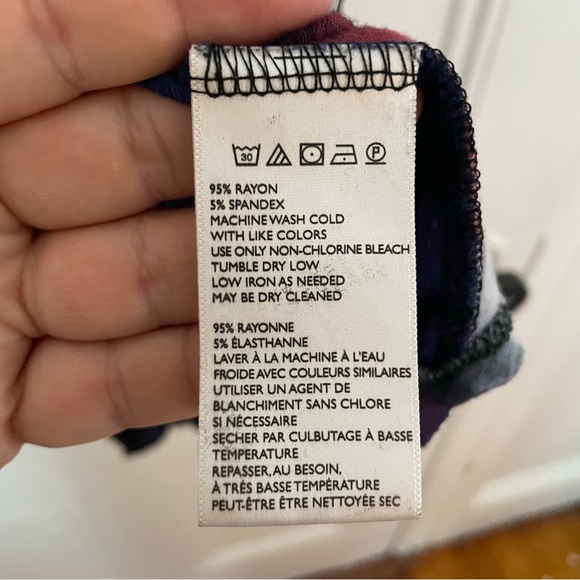 30 P
95% RAYON
5% SPANDEX
MACHINE WASH COLD
WITH LIKE COLORS
USE ONLY NON-CHLORINE BLEACH
TUMBLE DRY LOW
LOW IRON AS NEEDED
MAY BE DRY CLEANED
95% RAYONNE
5% ÉLASTHANNE
LAVER À LA MACHINE À L'EAU
FROIDE AVEC COULEURS SIMILAIRES
UTILISER UN AGENT DE
BLANCHIMENT SANS CHLORE
SI NÉCESSAIRE
SECHER PAR CULBUTAGE À BASSE
TEMPERATURE
REPASSER, AU BESOIN,
À TRÉS BASSE TEMPÉRATURE
PEUT-ÊTRE ÊTRE NETTOYÉE SEC